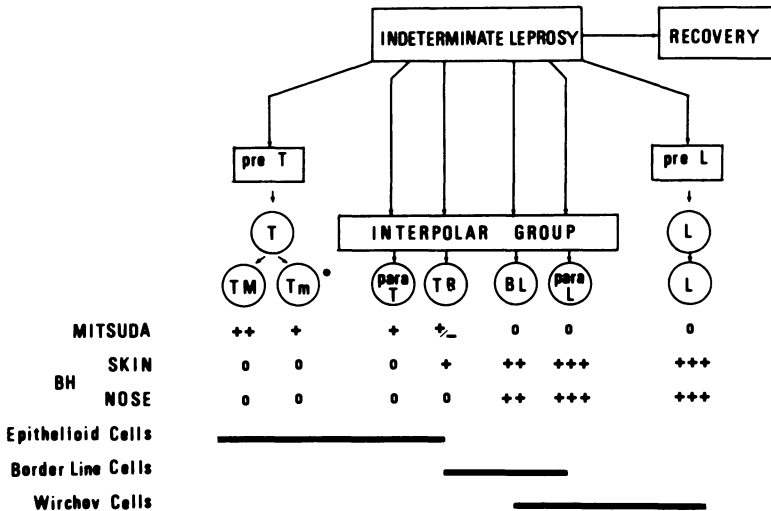 INDETERMINATE LEPROSY RECOVERY
pre T pre L
T INTERPOLAR GROUP L
TM Tm para T TB BL para L L
MITSUDA ++ + + +/- 0 0 0
SKIN 0 0 0 + ++ +++ +++
BH
NOSE 0 0 0 0 ++ +++ +++
Epithelioid Cells
Border Line Cells
Wirchov Cells